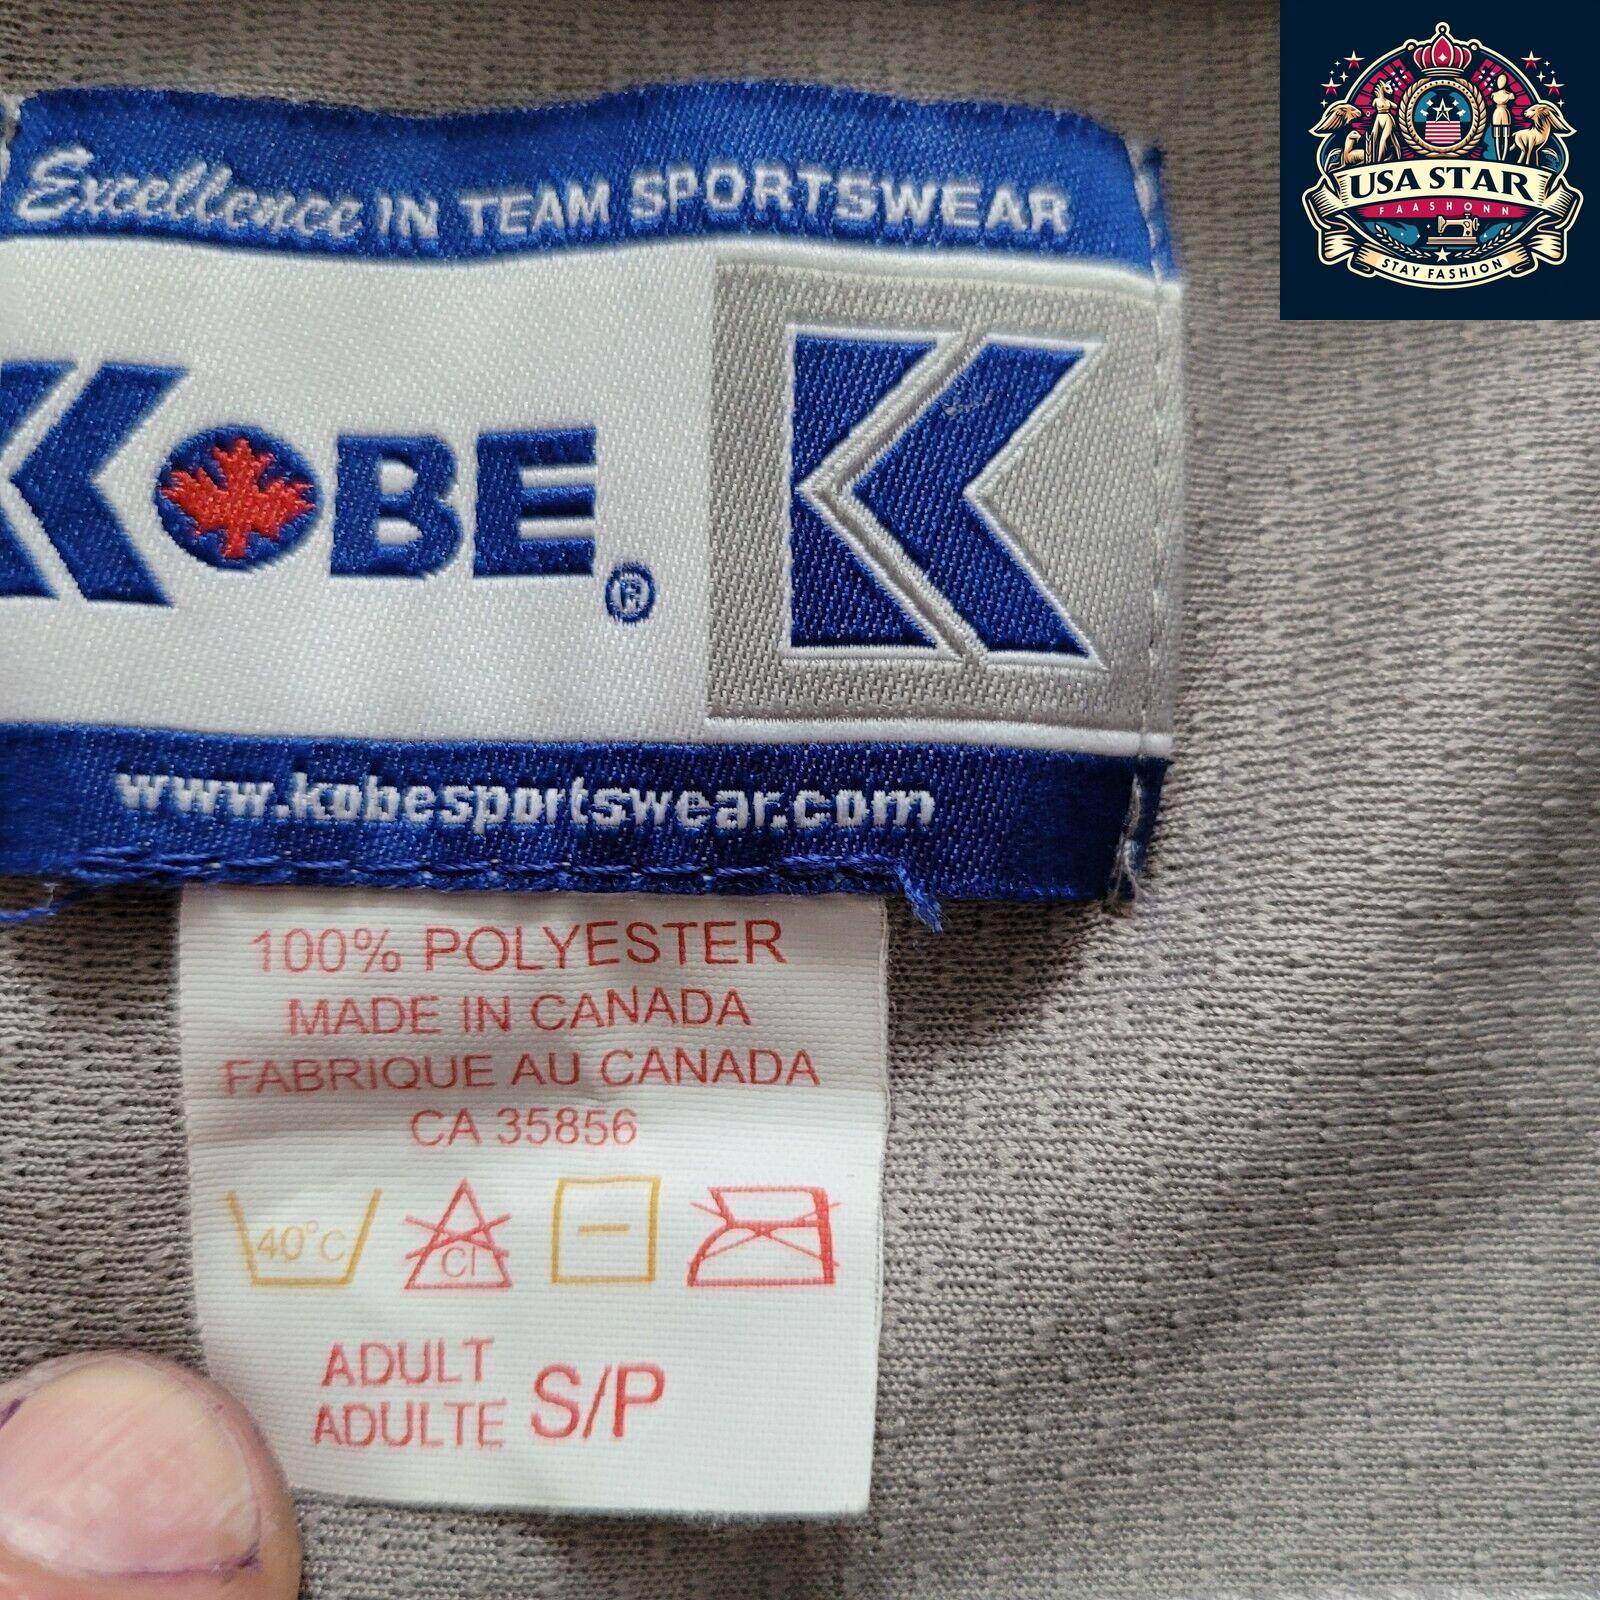 Excellence IN TEAM SPORTSWEAR
KOBE®
K
www.kobesportswear.com
100% POLYESTER
MADE IN CANADA
FABRIQUE AU CANADA
CA 35856
40°C
Cl
ADULT
ADULTE S/P
USA STAR
FAASHONN
STAY FASHION